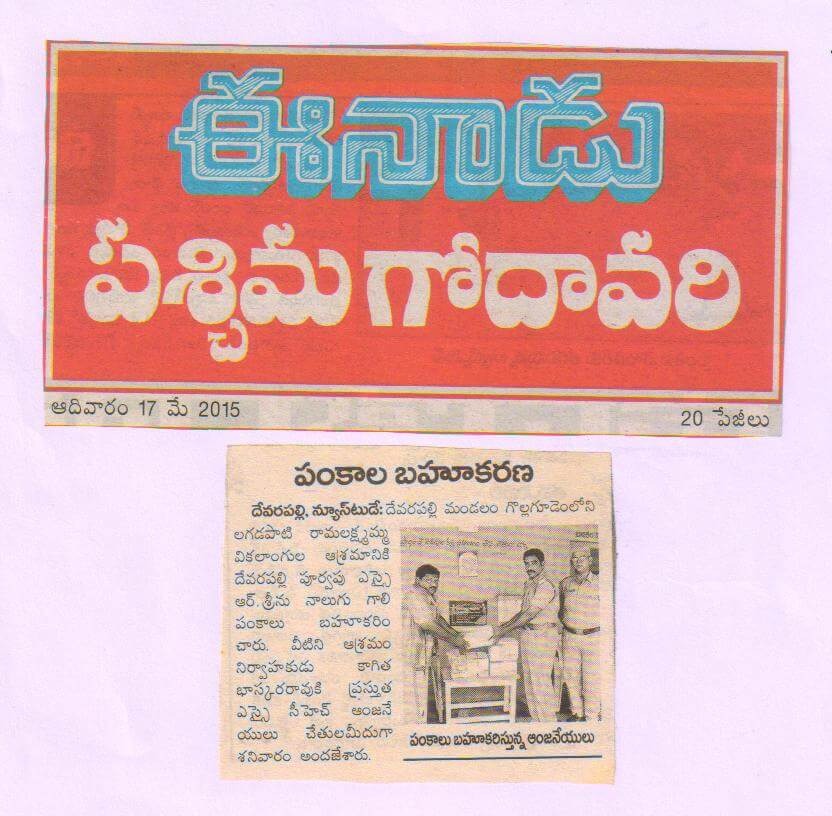 ఈనాడు
పశ్చిమ గోదావరి
ఆదివారం 17 మే 2015
20 పేజీలు
పంకాల బహూకరణ
దేవరపల్లి, న్యూస్‌టుడే: దేవరపల్లి మండలం గొల్లగూడెంలోని
లగడపాటి రామలక్ష్మమ్మ
వికలాంగుల ఆశ్రమానికి
దేవరపల్లి పూర్వపు ఎస్సై
ఆర్.శ్రీను నాలుగు గాలి
పంకాలు బహూకరిం
చారు. వీటిని ఆశ్రమం
నిర్వాహకుడు కాగిత
భాస్కరరావుకి ప్రస్తుత
ఎస్సై సీహెచ్ ఆంజనే
యులు చేతులమీదుగా
శనివారం అందజేశారు.
పంకాలు బహూకరిస్తున్న ఆంజనేయులు